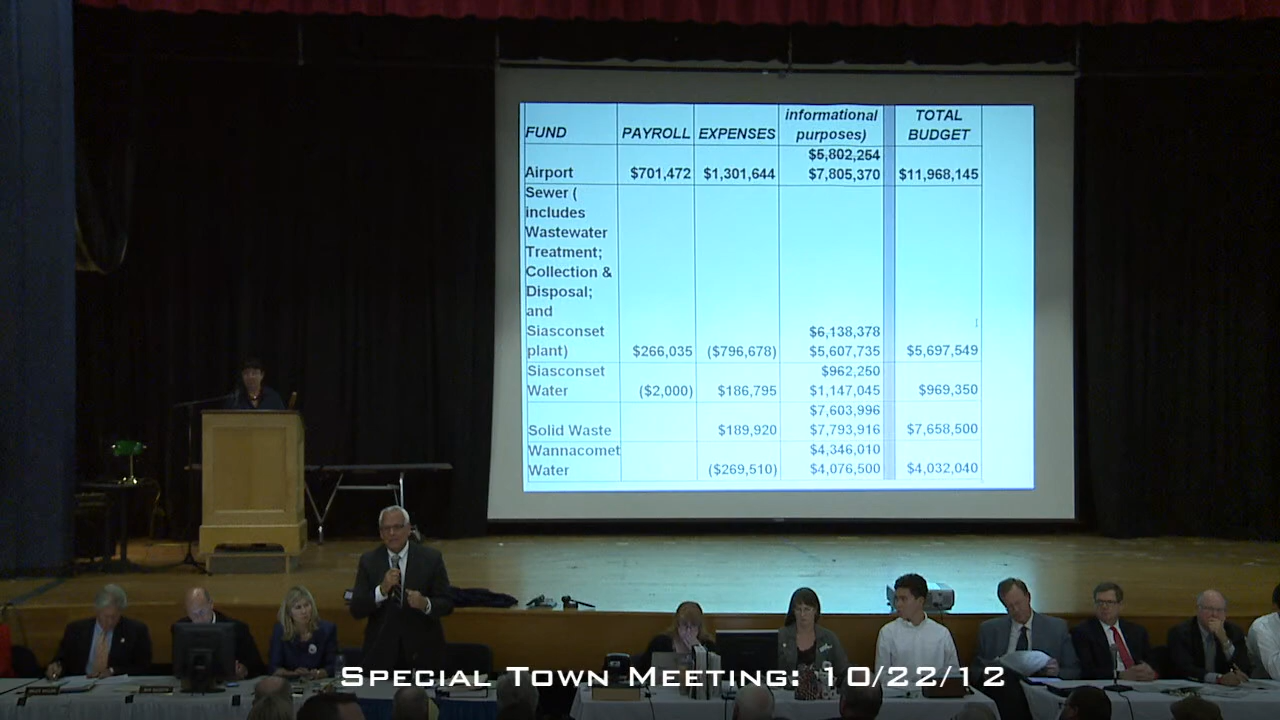 informational TOTAL
FUND PAYROLL EXPENSES purposes) BUDGET
$5,802,254
Airport $701,472 $1,301,644 $7,805,370 $11,968,145
Sewer (
includes
Wastewater
Treatment;
Collection &
Disposal;
and
Siasconset $6,138,378
plant) $266,035 ($796,678) $5,607,735 $5,697,549
Siasconset $962,250
Water ($2,000) $186,795 $1,147,045 $969,350
$7,603,996
Solid Waste $189,920 $7,793,916 $7,658,500
Wannacomet $4,346,010
Water ($269,510) $4,076,500 $4,032,040
Special Town Meeting: 10/22/12